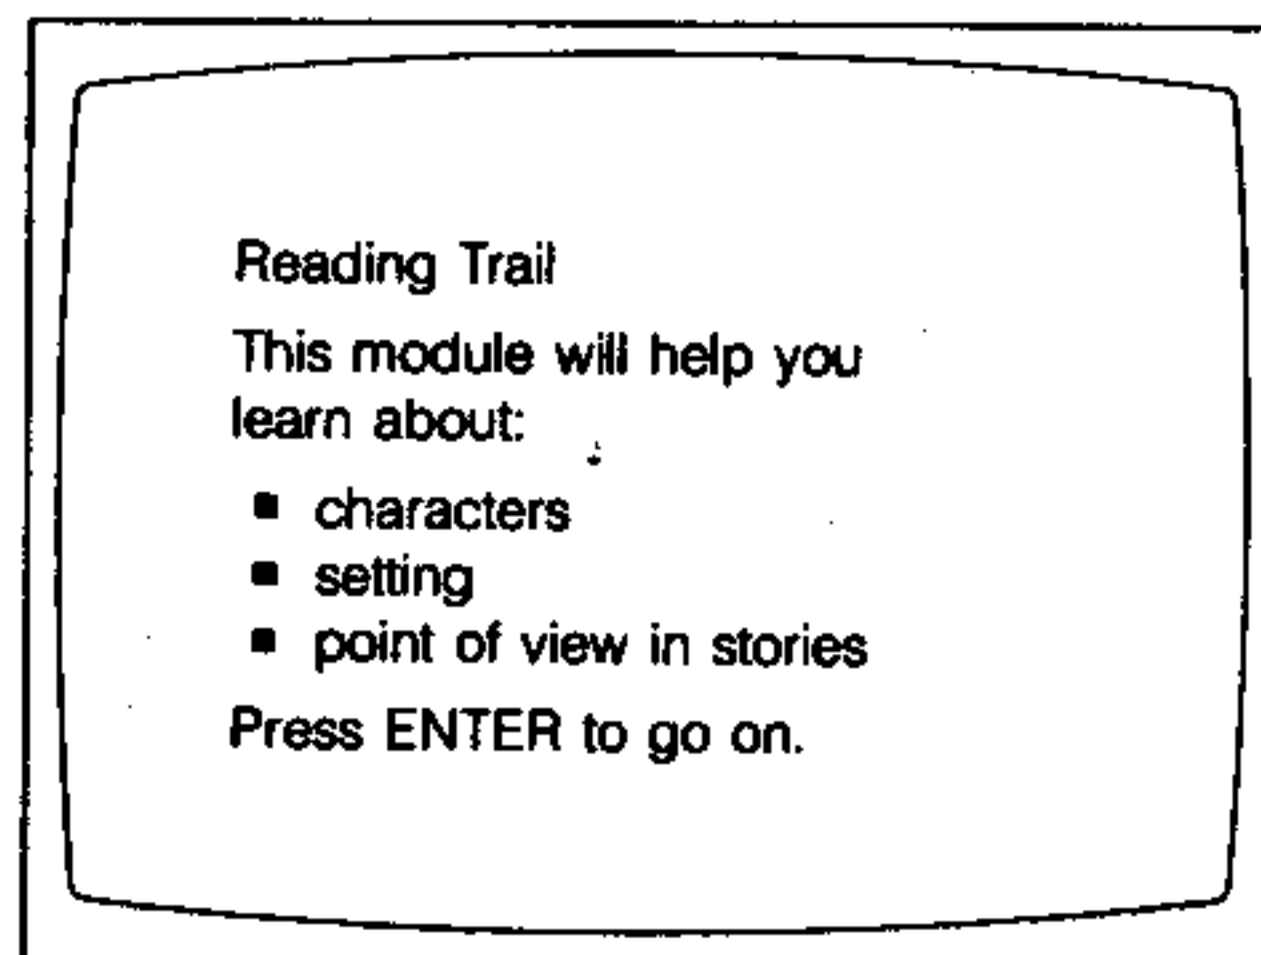 Reading Trail
This module will help you
learn about:
■ characters
■ setting
■ point of view in stories
Press ENTER to go on.